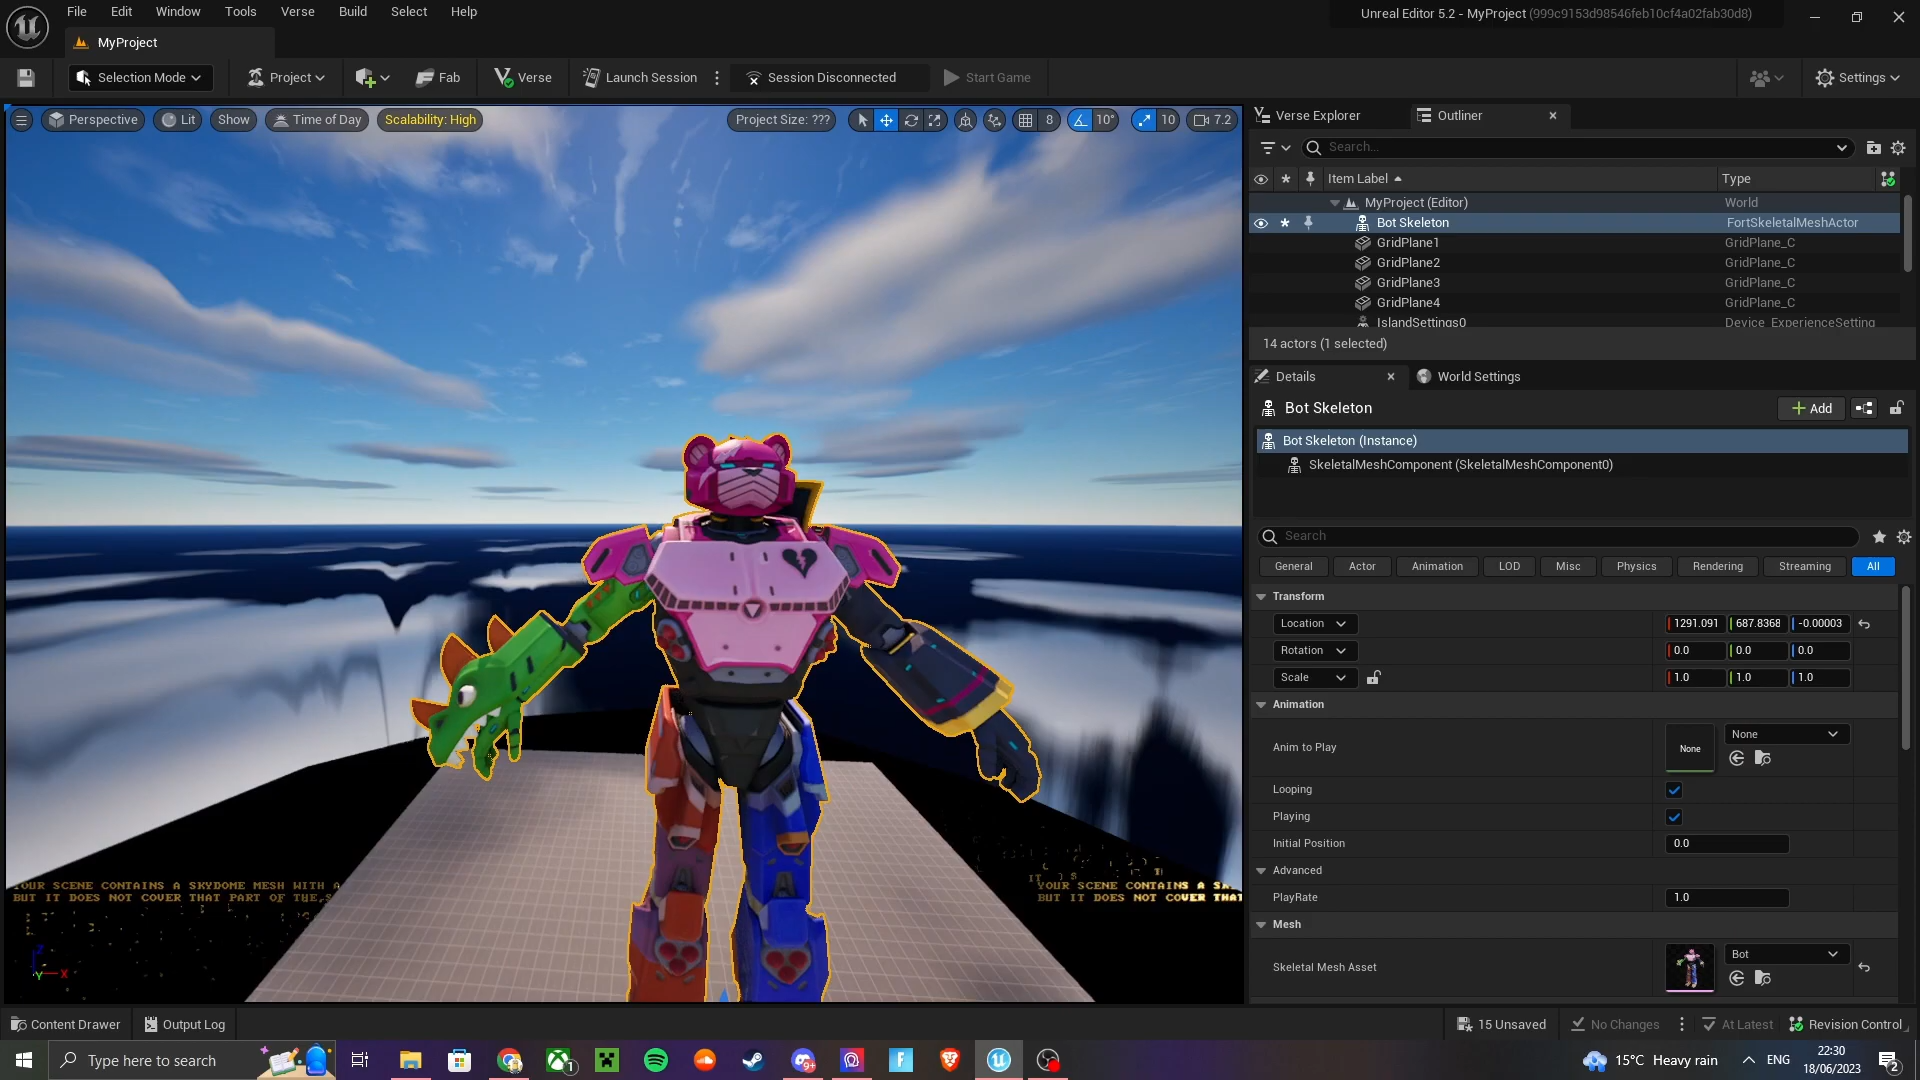 File Edit Window Tools Verse Build Select Help
Unreal Editor 5.2 - MyProject (999c9153d98546feb10cf4a02fab30d8)
MyProject
Selection Mode Project Fab Verse Launch Session Session Disconnected Start Game Settings
Perspective Lit Show Time of Day Scalability: High Project Size: ??? 8 10° 10 7.2
Verse Explorer Outliner
Search...
Item Label Type
MyProject (Editor) World
Bot Skeleton FortSkeletalMeshActor
GridPlane1 GridPlane_C
GridPlane2 GridPlane_C
GridPlane3 GridPlane_C
GridPlane4 GridPlane_C
IslandSettings0 Device_ExperienceSetting
14 actors (1 selected)
Details World Settings
Bot Skeleton Add
Bot Skeleton (Instance)
SkeletalMeshComponent (SkeletalMeshComponent0)
Search
General Actor Animation LOD Misc Physics Rendering Streaming All
Transform
Location 1291.091 687.8368 -0.00003
Rotation 0.0 0.0 0.0
Scale 1.0 1.0 1.0
Animation
Anim to Play None None
Looping
Playing
Initial Position 0.0
Advanced
PlayRate 1.0
Mesh
Skeletal Mesh Asset Bot
YOUR SCENE CONTAINS A SKYDOME MESH WITH A
BUT IT DOES NOT COVER THAT PART OF THE
YOUR SCENE CONTAINS A
BUT IT DOES NOT COVER THAT
Z
Y X
Content Drawer Output Log 15 Unsaved No Changes At Latest Revision Control
Type here to search 1 9+ 15°C Heavy rain ENG 22:30
18/06/2023 2